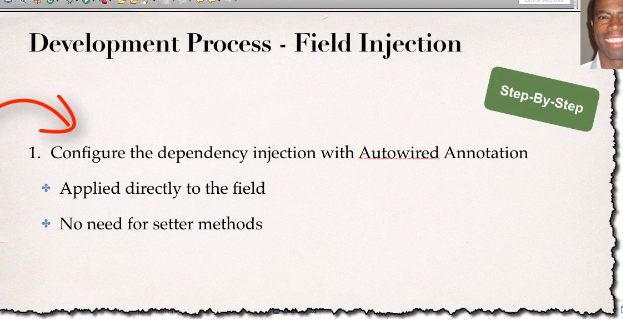 Development Process - Field Injection
Step-By-Step
1. Configure the dependency injection with Autowired Annotation
Applied directly to the field
No need for setter methods